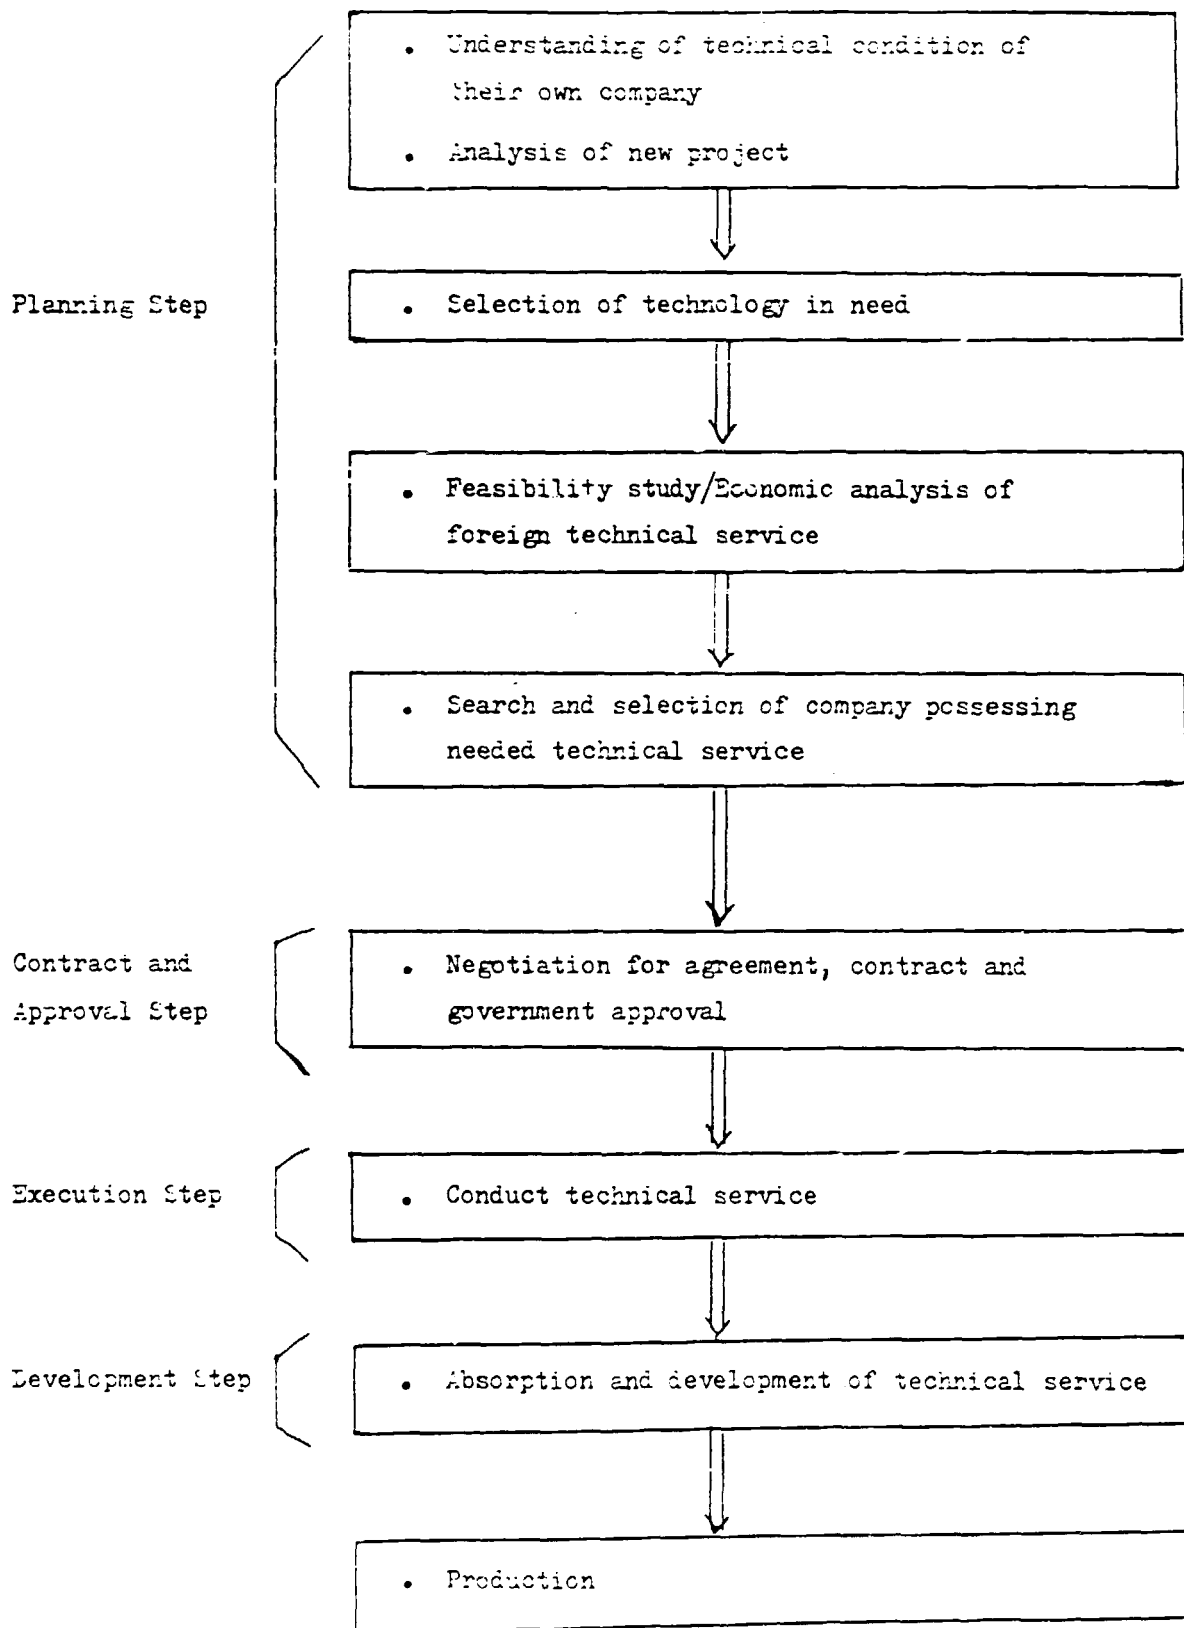 • Understanding of technical condition of
their own company
• Analysis of new project
Planning Step
• Selection of technology in need
• Feasibility study/Economic analysis of
foreign technical service
• Search and selection of company possessing
needed technical service
Contract and
Approval Step
• Negotiation for agreement, contract and
government approval
Execution Step
• Conduct technical service
Development Step
• Absorption and development of technical service
• Production